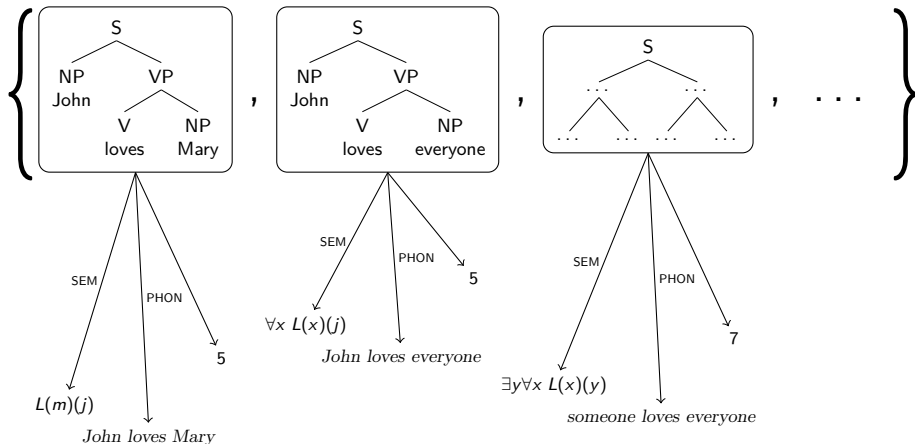 S
NP VP
John
V NP
loves Mary
,
S
NP VP
John
V NP
loves everyone
,
S
... ...
... ... ... ...
, ...
SEM
PHON
5
L(m)(j)
John loves Mary
SEM
PHON
5
∀x L(x)(j)
John loves everyone
SEM
PHON
7
∃y∀x L(x)(y)
someone loves everyone